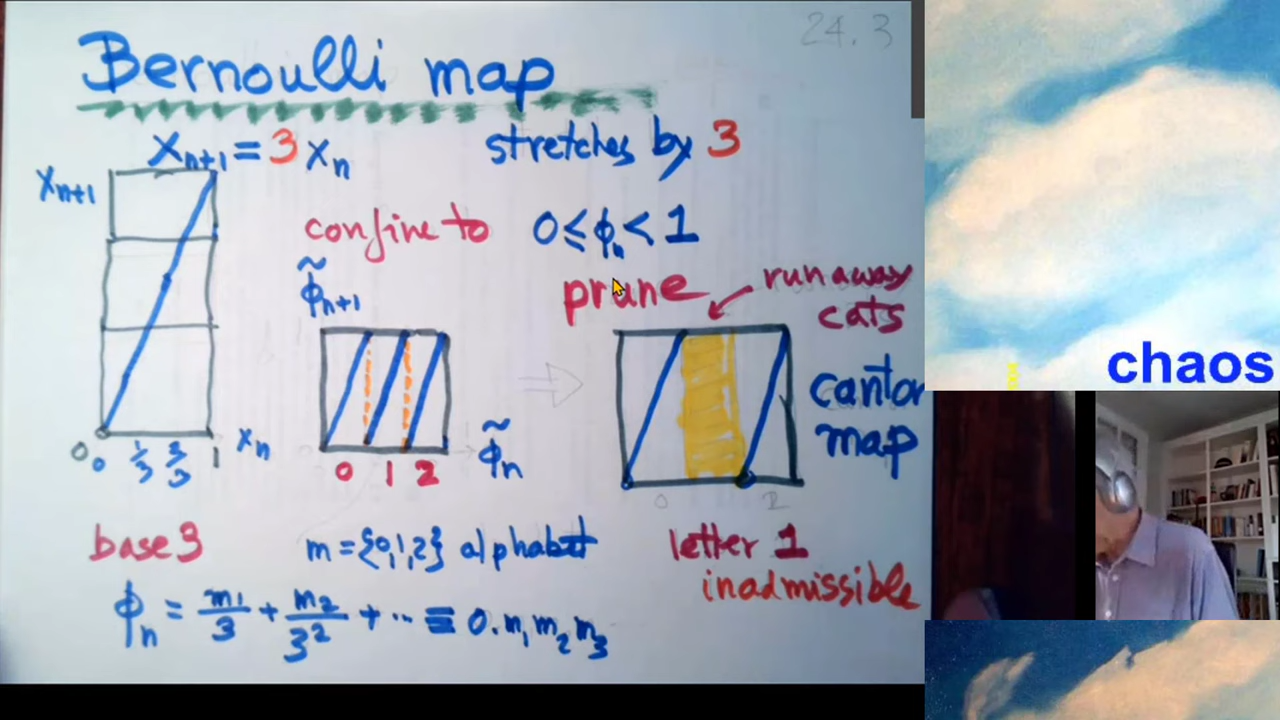 24.3
Bernoulli map
xn+1 = 3 xn
stretches by 3
xn+1
confine to 0 ≤ ϕn < 1
ϕ̃n+1
prune
run away
cats
cantor
map
0 0 1/3 2/3 1 xn
0 1 2 ϕ̃n
0 2
base 3
m = {0,1,2} alphabet
letter 1
inadmissible
ϕn = m1/3 + m2/3² + ·· ≡ 0.m1m2m3
chaos